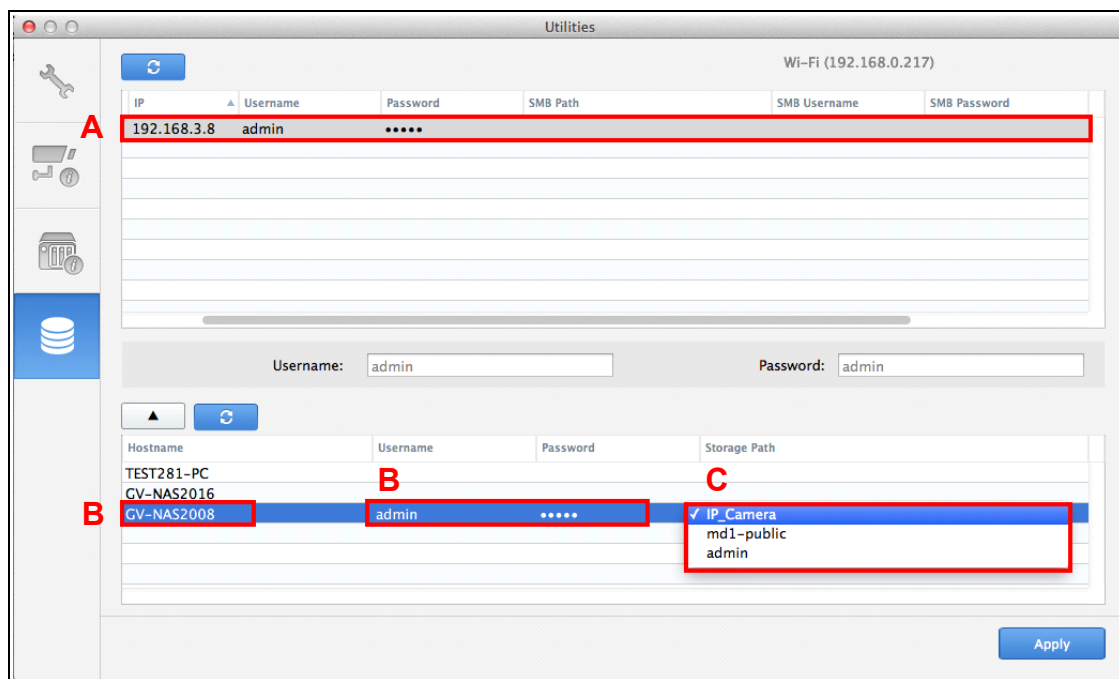 Utilities
Wi-Fi (192.168.0.217)
IP Username Password SMB Path SMB Username SMB Password
A 192.168.3.8 admin •••••
Username: admin Password: admin
Hostname Username Password Storage Path
TEST281-PC B C
GV-NAS2016
B GV-NAS2008 admin ••••• ✓ IP_Camera
md1-public
admin
Apply